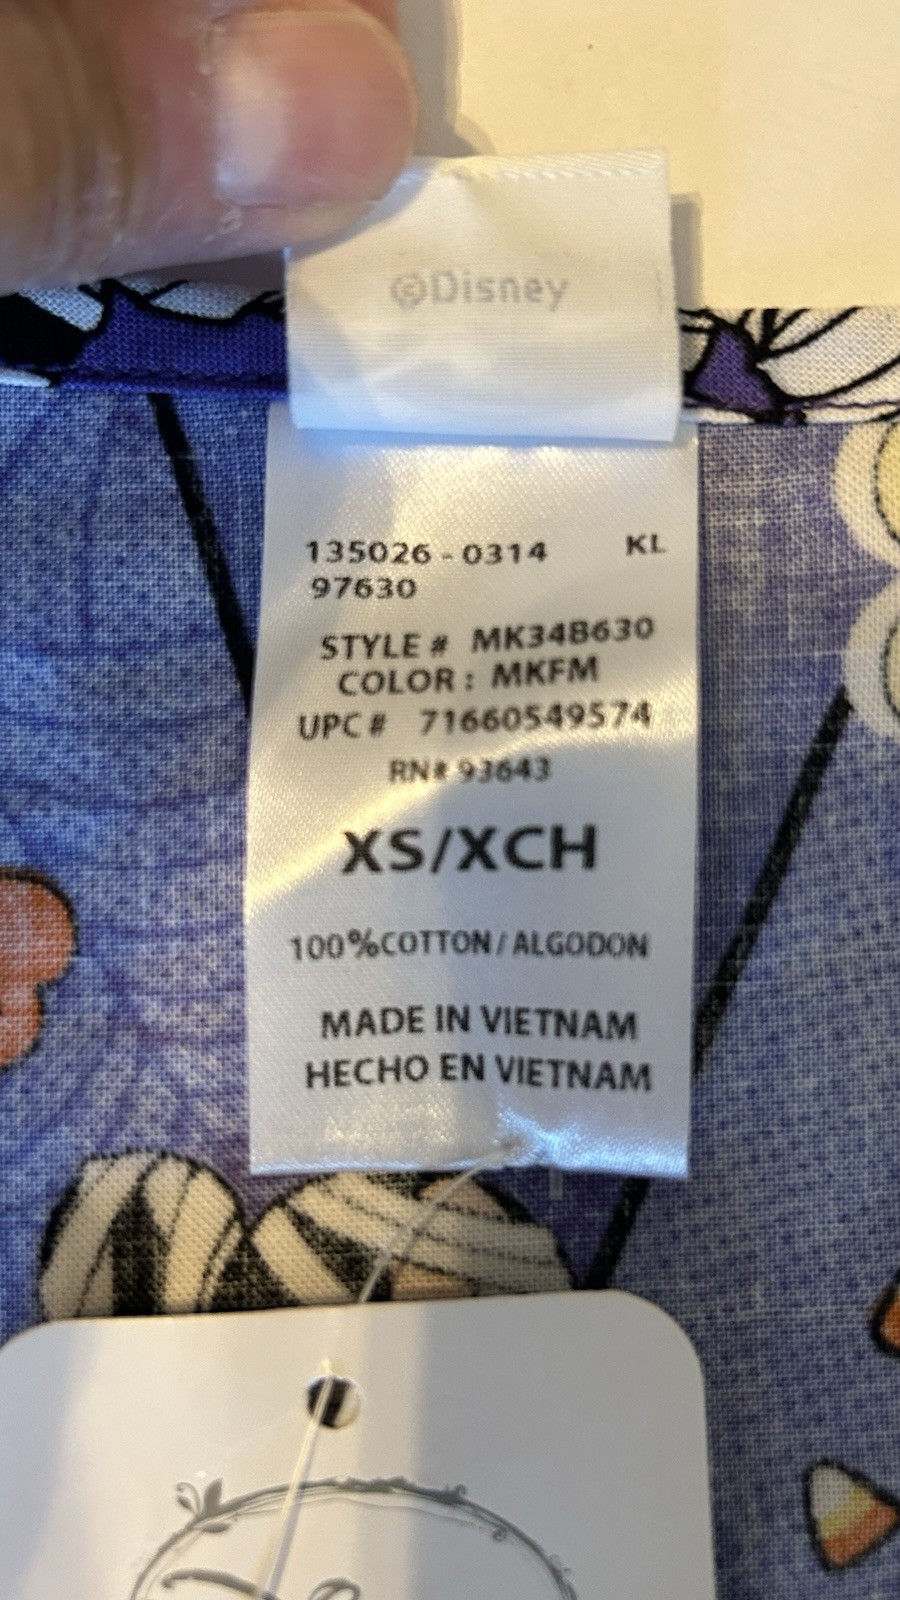 ©Disney
135026 - 0314 KL
97630
STYLE # MK34B630
COLOR : MKFM
UPC # 71660549574
RN# 93643
XS/XCH
100%COTTON / ALGODON
MADE IN VIETNAM
HECHO EN VIETNAM